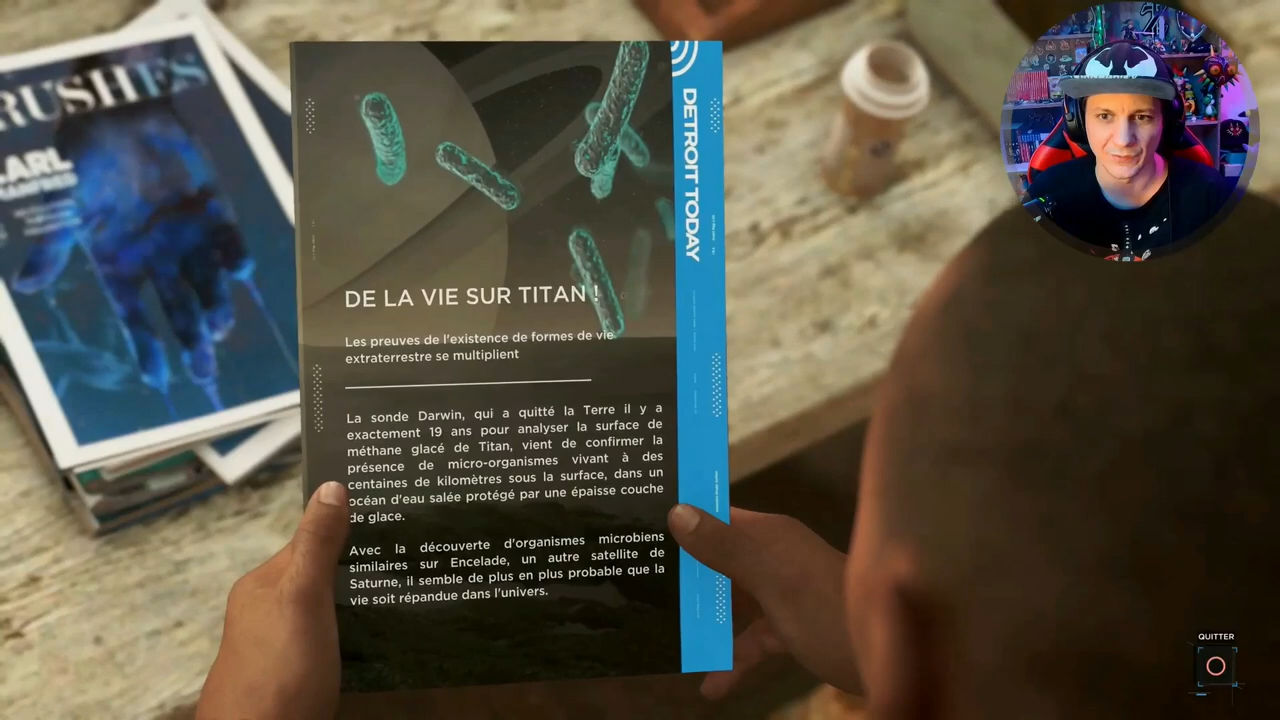 RUSHES
CARL
MANFRED
DETROIT TODAY
DE LA VIE SUR TITAN !
Les preuves de l'existence de formes de vie
extraterrestre se multiplient
La sonde Darwin, qui a quitté la Terre il y a
exactement 19 ans pour analyser la surface de
méthane glacé de Titan, vient de confirmer la
présence de micro-organismes vivant à des
centaines de kilomètres sous la surface, dans un
océan d'eau salée protégé par une épaisse couche
de glace.
Avec la découverte d'organismes microbiens
similaires sur Encelade, un autre satellite de
Saturne, il semble de plus en plus probable que la
vie soit répandue dans l'univers.
QUITTER